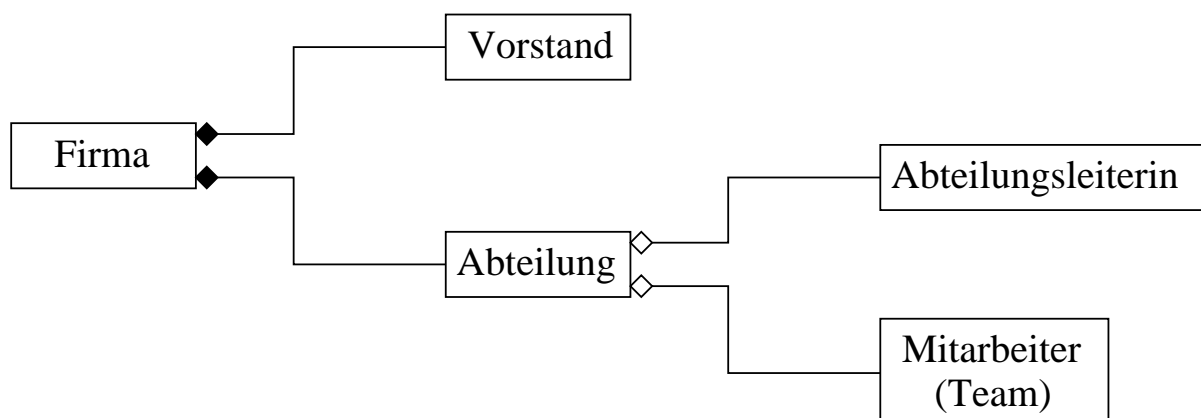 Vorstand
Firma
Abteilungsleiterin
Abteilung
Mitarbeiter
(Team)